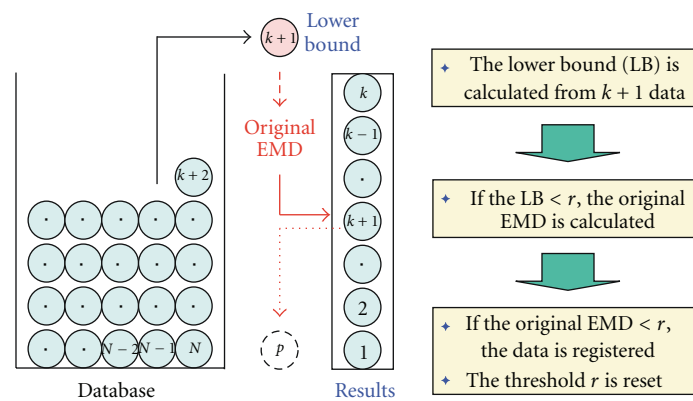 Lower bound
k + 1
Original EMD
k + 2
· · · · ·
· · · · ·
· · · · ·
· · N − 2 N − 1 N
Database
k
k − 1
·
k + 1
·
2
1
p
Results
✦ The lower bound (LB) is
calculated from k + 1 data
✦ If the LB < r, the original
EMD is calculated
✦ If the original EMD < r,
the data is registered
✦ The threshold r is reset